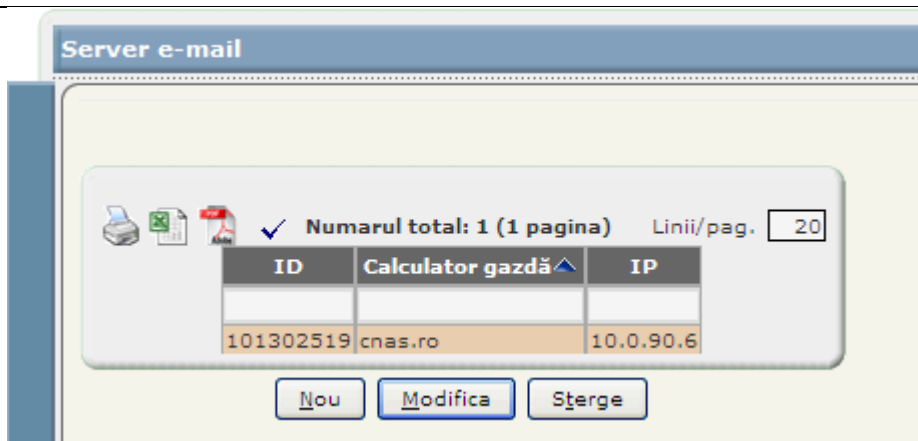 Server e-mail
Numarul total: 1 (1 pagina) Linii/pag. 20
ID Calculator gazdă IP
101302519 cnas.ro 10.0.90.6
Nou Modifica Sterge